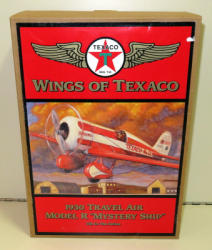 TEXACO
WINGS OF TEXACO
1930 TRAVEL AIR
MODEL R "MYSTERY SHIP"